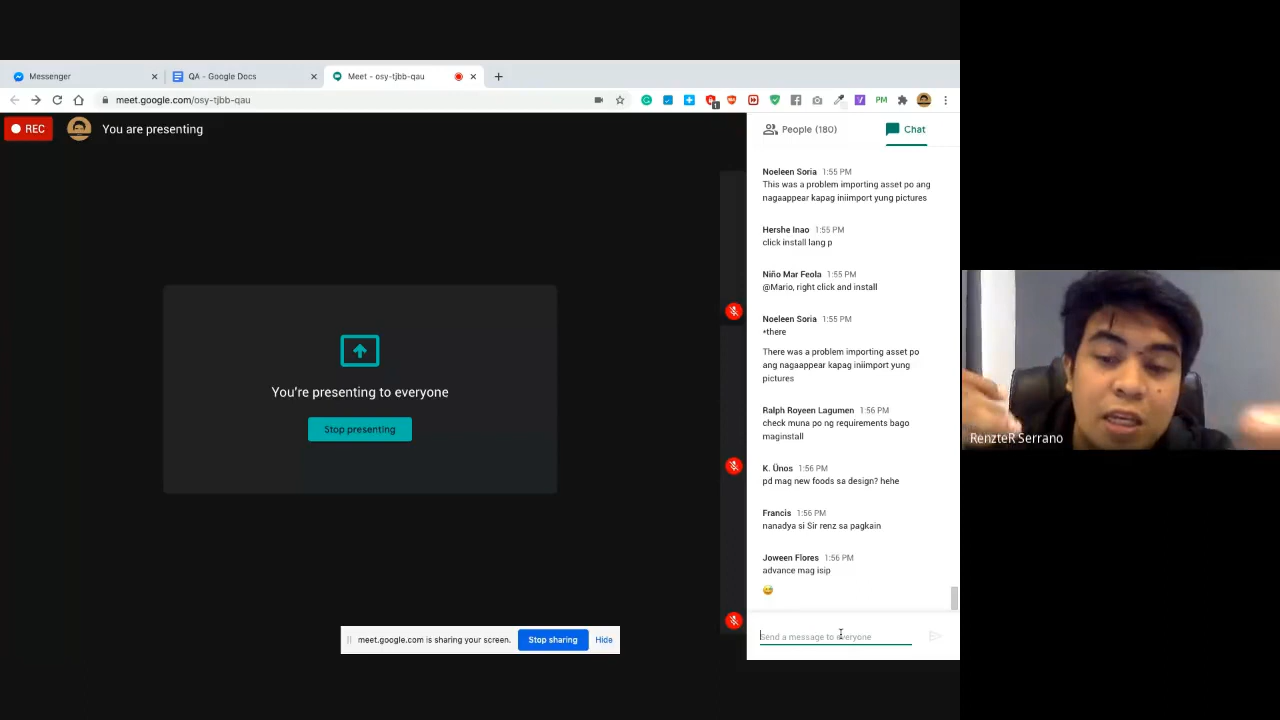 Messenger
QA - Google Docs
Meet - osy-tjbb-qau
meet.google.com/osy-tjbb-qau
PM
REC
You are presenting
People (180)
Chat
You're presenting to everyone
Stop presenting
Noeleen Soria 1:55 PM
This was a problem importing asset po ang
nagaappear kapag iniimport yung pictures
Hershe Inao 1:55 PM
click install lang p
Niño Mar Feola 1:55 PM
@Mario, right click and install
Noeleen Soria 1:55 PM
*there
There was a problem importing asset po
ang nagaappear kapag iniimport yung
pictures
Ralph Royeen Lagumen 1:56 PM
check muna po ng requirements bago
maginstall
K. Ünos 1:56 PM
pd mag new foods sa design? hehe
Francis 1:56 PM
nanadya si Sir renz sa pagkain
Joween Flores 1:56 PM
advance mag isip
Send a message to everyone
meet.google.com is sharing your screen.
Stop sharing
Hide
RenzteR Serrano